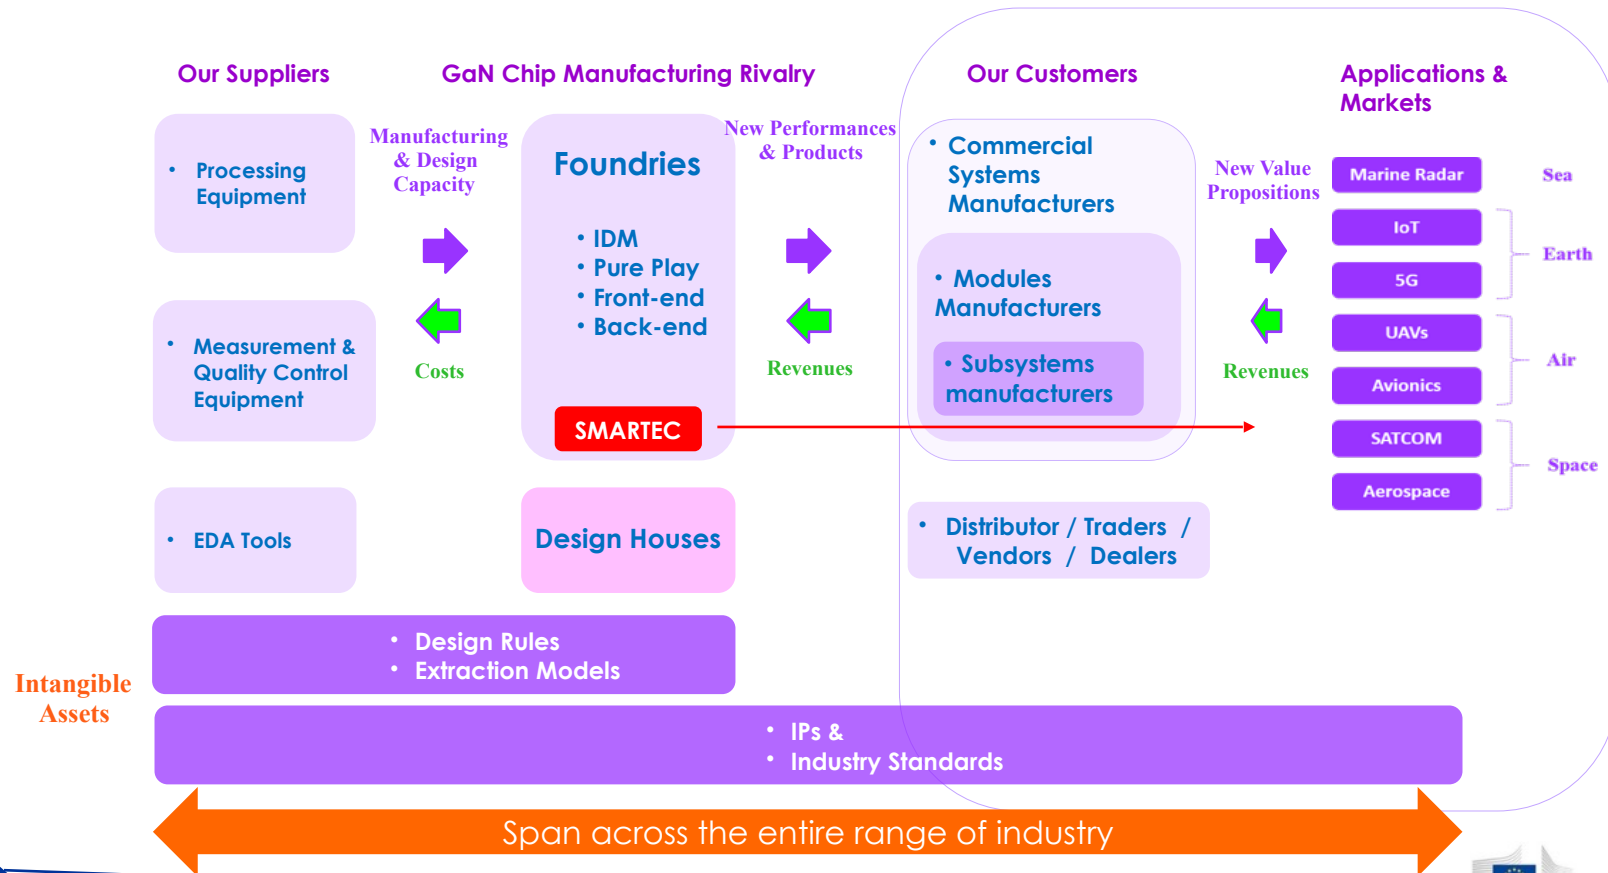 Our Suppliers
GaN Chip Manufacturing Rivalry
Our Customers
Applications &
Markets
• Processing
Equipment
• Measurement &
Quality Control
Equipment
• EDA Tools
Manufacturing
& Design
Capacity
Costs
Foundries
• IDM
• Pure Play
• Front-end
• Back-end
SMARTEC
Design Houses
New Performances
& Products
Revenues
• Commercial
Systems
Manufacturers
• Modules
Manufacturers
• Subsystems
manufacturers
• Distributor / Traders /
Vendors / Dealers
New Value
Propositions
Revenues
Marine Radar
Sea
IoT
5G
Earth
UAVs
Avionics
Air
SATCOM
Aerospace
Space
Intangible
Assets
• Design Rules
• Extraction Models
• IPs &
• Industry Standards
Span across the entire range of industry